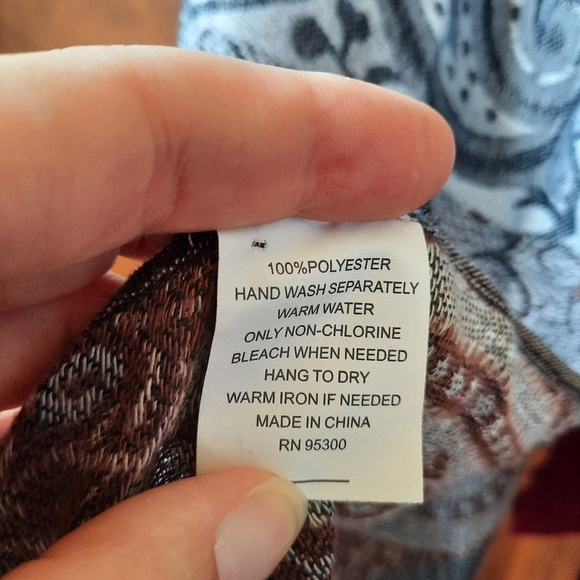 100%POLYESTER
HAND WASH SEPARATELY
WARM WATER
ONLY NON-CHLORINE
BLEACH WHEN NEEDED
HANG TO DRY
WARM IRON IF NEEDED
MADE IN CHINA
RN 95300